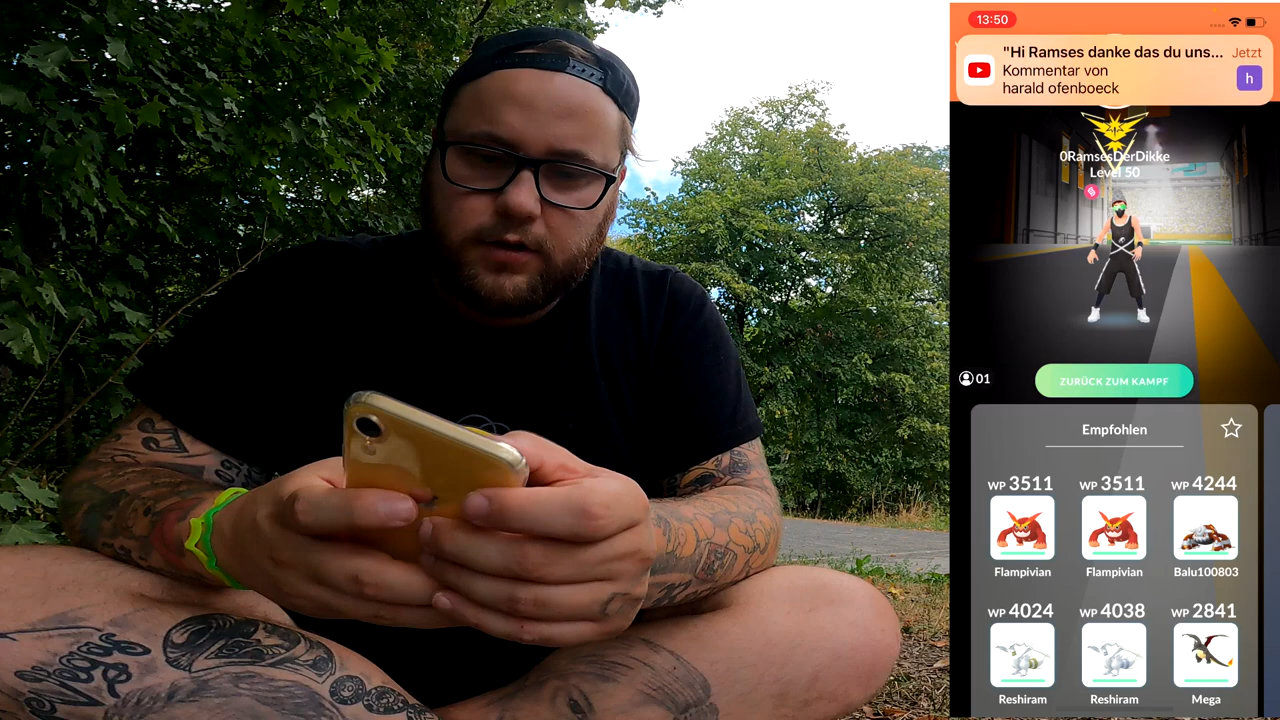 13:50
"Hi Ramses danke das du uns... Jetzt
Kommentar von
harald ofenboeck
h
0RamsesDerDikke
Level 50
01
ZURÜCK ZUM KAMPF
Empfohlen
WP 3511 WP 3511 WP 4244
Flampivian Flampivian Balu100803
WP 4024 WP 4038 WP 2841
Reshiram Reshiram Mega